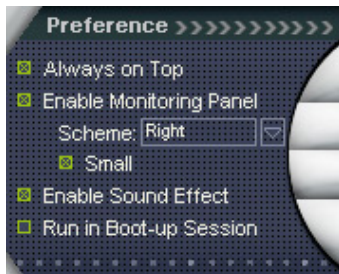 Preference >>>>>>>>>>>
Always on Top
Enable Monitoring Panel
Scheme: Right
Small
Enable Sound Effect
Run in Boot-up Session